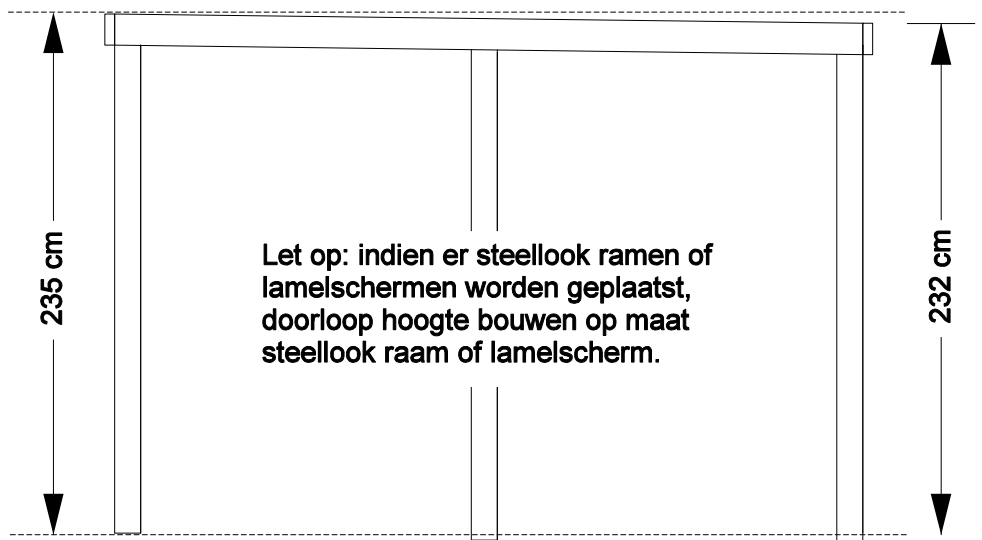 235 cm
Let op: indien er steellook ramen of
lamelschermen worden geplaatst,
doorloop hoogte bouwen op maat
steellook raam of lamelscherm.
232 cm